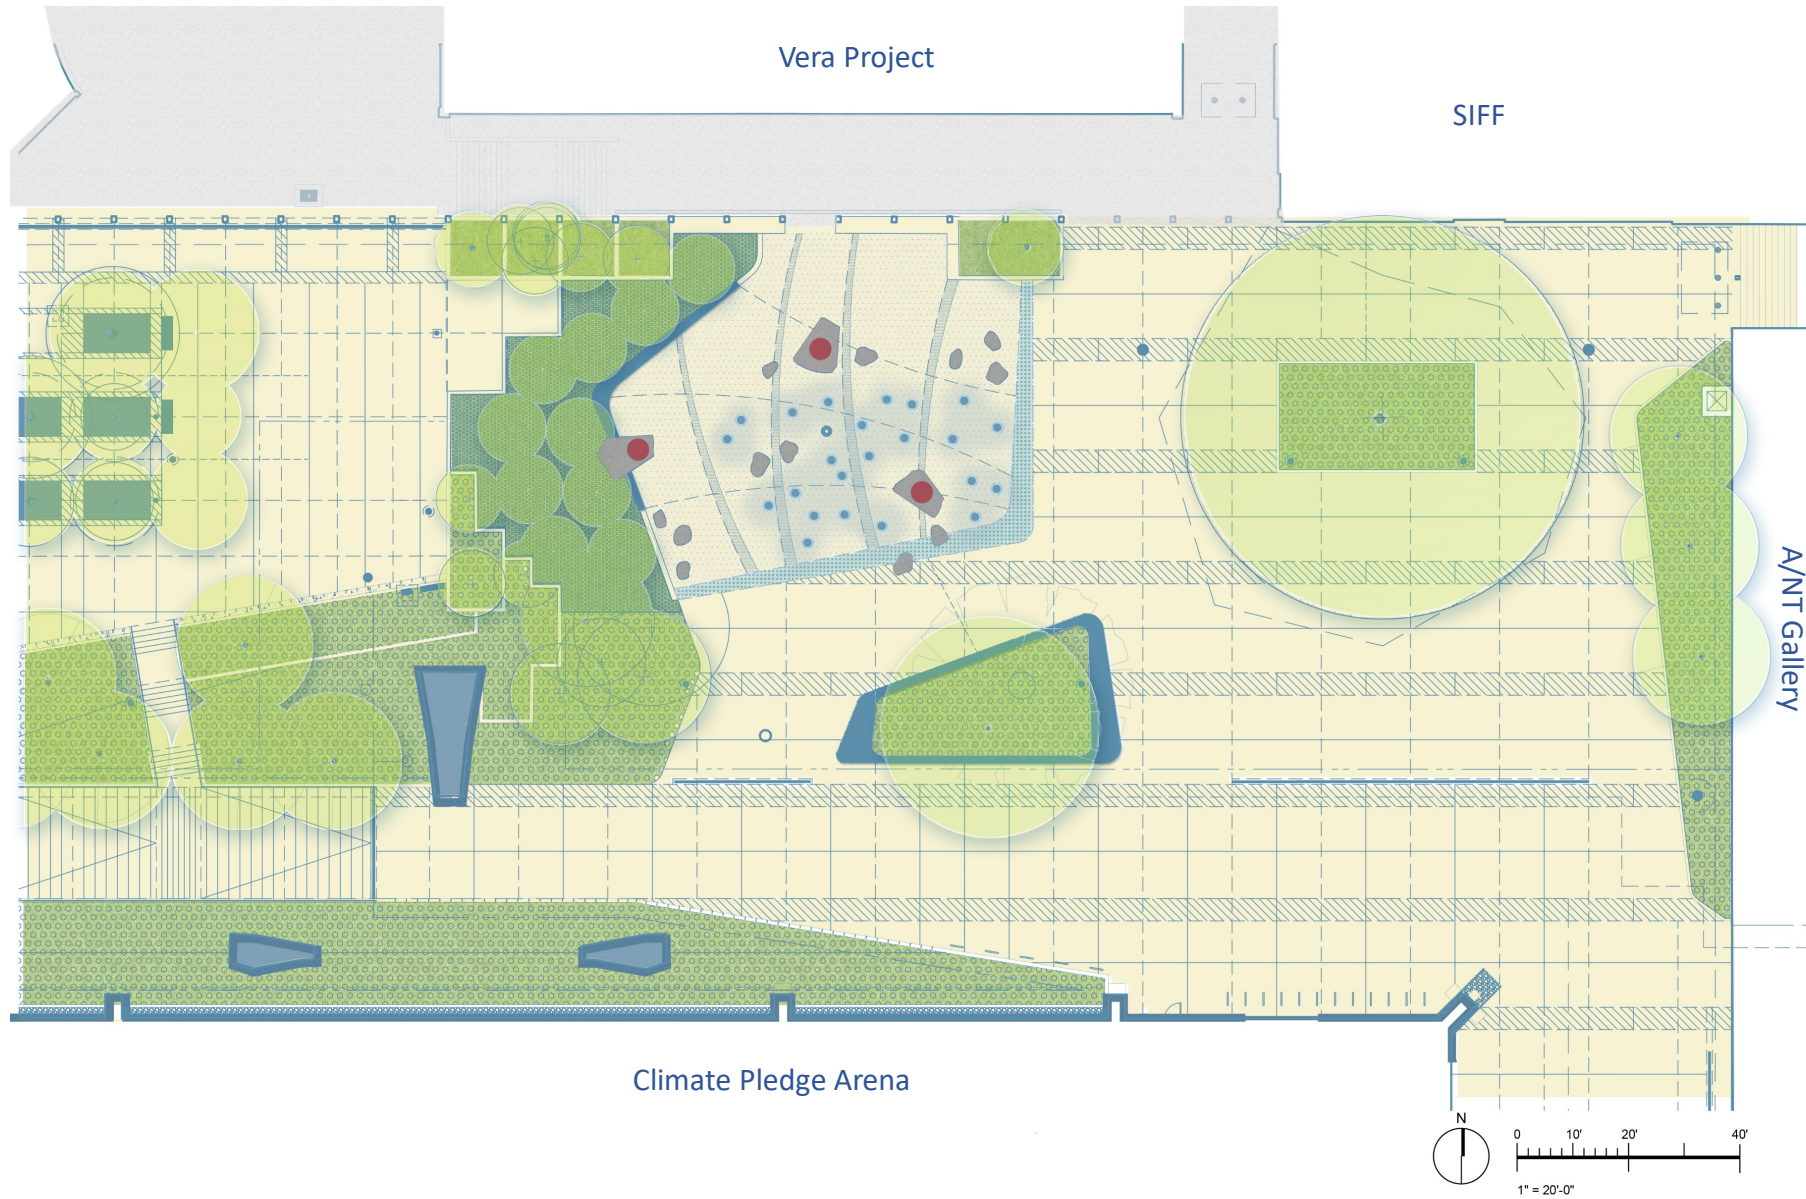 Vera Project
SIFF
A/NT Gallery
Climate Pledge Arena
N
0 10' 20' 40'
1" = 20'-0"